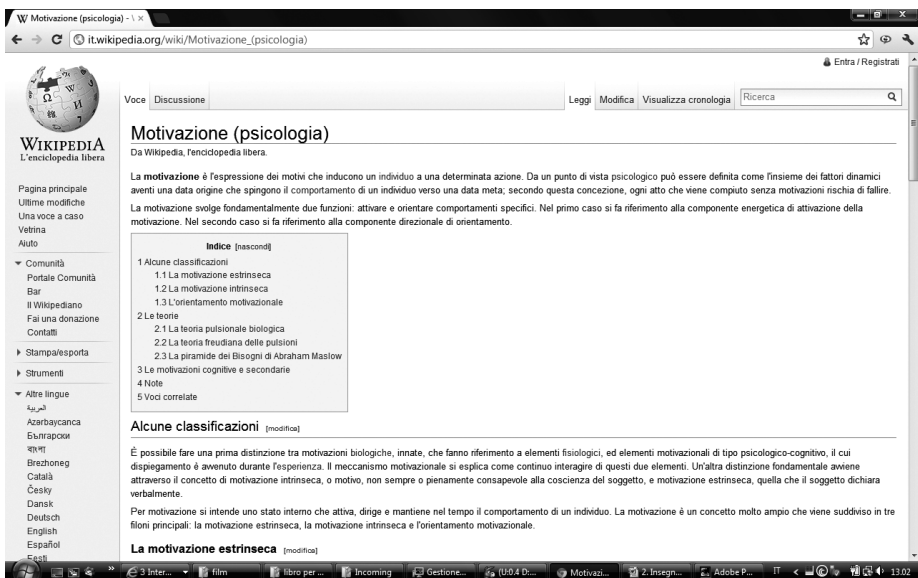 Motivazione (psicologia) - \
it.wikipedia.org/wiki/Motivazione_(psicologia)
Entra / Registrati
Voce Discussione Leggi Modifica Visualizza cronologia Ricerca
WIKIPEDIA
L'enciclopedia libera
Pagina principale
Ultime modifiche
Una voce a caso
Vetrina
Aiuto
Comunità
Portale Comunità
Bar
Il Wikipediano
Fai una donazione
Contatti
Stampa/esporta
Strumenti
Altre lingue
العربية
Azərbaycanca
Български
বাংলা
Brezhoneg
Català
Česky
Dansk
Deutsch
English
Español
Eesti
Motivazione (psicologia)
Da Wikipedia, l'enciclopedia libera.
La motivazione è l'espressione dei motivi che inducono un individuo a una determinata azione. Da un punto di vista psicologico può essere definita come l'insieme dei fattori dinamici
aventi una data origine che spingono il comportamento di un individuo verso una data meta; secondo questa concezione, ogni atto che viene compiuto senza motivazioni rischia di fallire.
La motivazione svolge fondamentalmente due funzioni: attivare e orientare comportamenti specifici. Nel primo caso si fa riferimento alla componente energetica di attivazione della
motivazione. Nel secondo caso si fa riferimento alla componente direzionale di orientamento.
Indice [nascondi]
1 Alcune classificazioni
1.1 La motivazione estrinseca
1.2 La motivazione intrinseca
1.3 L'orientamento motivazionale
2 Le teorie
2.1 La teoria pulsionale biologica
2.2 La teoria freudiana delle pulsioni
2.3 La piramide dei Bisogni di Abraham Maslow
3 Le motivazioni cognitive e secondarie
4 Note
5 Voci correlate
Alcune classificazioni [modifica]
È possibile fare una prima distinzione tra motivazioni biologiche, innate, che fanno riferimento a elementi fisiologici, ed elementi motivazionali di tipo psicologico-cognitivo, il cui
dispiegamento è avvenuto durante l'esperienza. Il meccanismo motivazionale si esplica come continuo interagire di questi due elementi. Un'altra distinzione fondamentale avviene
attraverso il concetto di motivazione intrinseca, o motivo, non sempre o pienamente consapevole alla coscienza del soggetto, e motivazione estrinseca, quella che il soggetto dichiara
verbalmente.
Per motivazione si intende uno stato interno che attiva, dirige e mantiene nel tempo il comportamento di un individuo. La motivazione è un concetto molto ampio che viene suddiviso in tre
filoni principali: la motivazione estrinseca, la motivazione intrinseca e l'orientamento motivazionale.
La motivazione estrinseca [modifica]
3 Inter... film libro per ... Incoming Gestione... (U:0.4 D:... Motivazi... 2. Insegn... Adobe P... IT 13.02